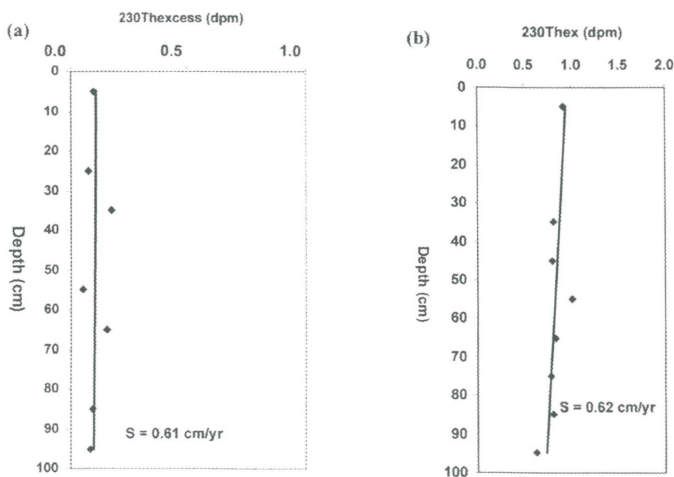 (a)
230Thexcess (dpm)
0.0 0.5 1.0
0
10
20
30
40
50
60
70
80
90
100
Depth (cm)
S = 0.61 cm/yr
(b)
230Thex (dpm)
0.0 0.5 1.0 1.5 2.0
0
10
20
30
40
50
60
70
80
90
100
Depth (cm)
S = 0.62 cm/yr